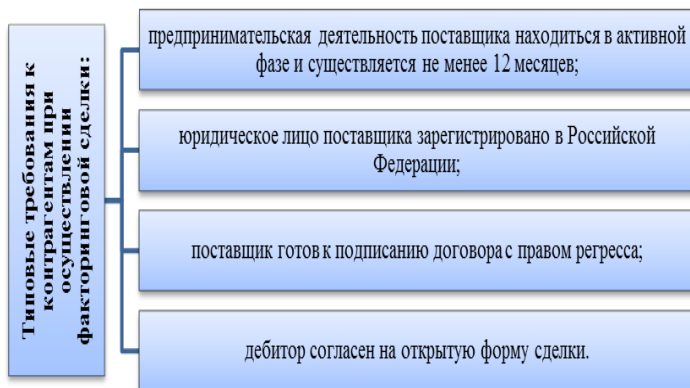 Типовые требования к
контрагентам при
осуществлении
факторинговой сделки:
предпринимательская деятельность поставщика находиться в активной
фазе и существляется не менее 12 месяцев;
юридическое лицо поставщика зарегистрировано в Российской
Федерации;
поставщик готов к подписанию договора с правом регресса;
дебитор согласен на открытую форму сделки.